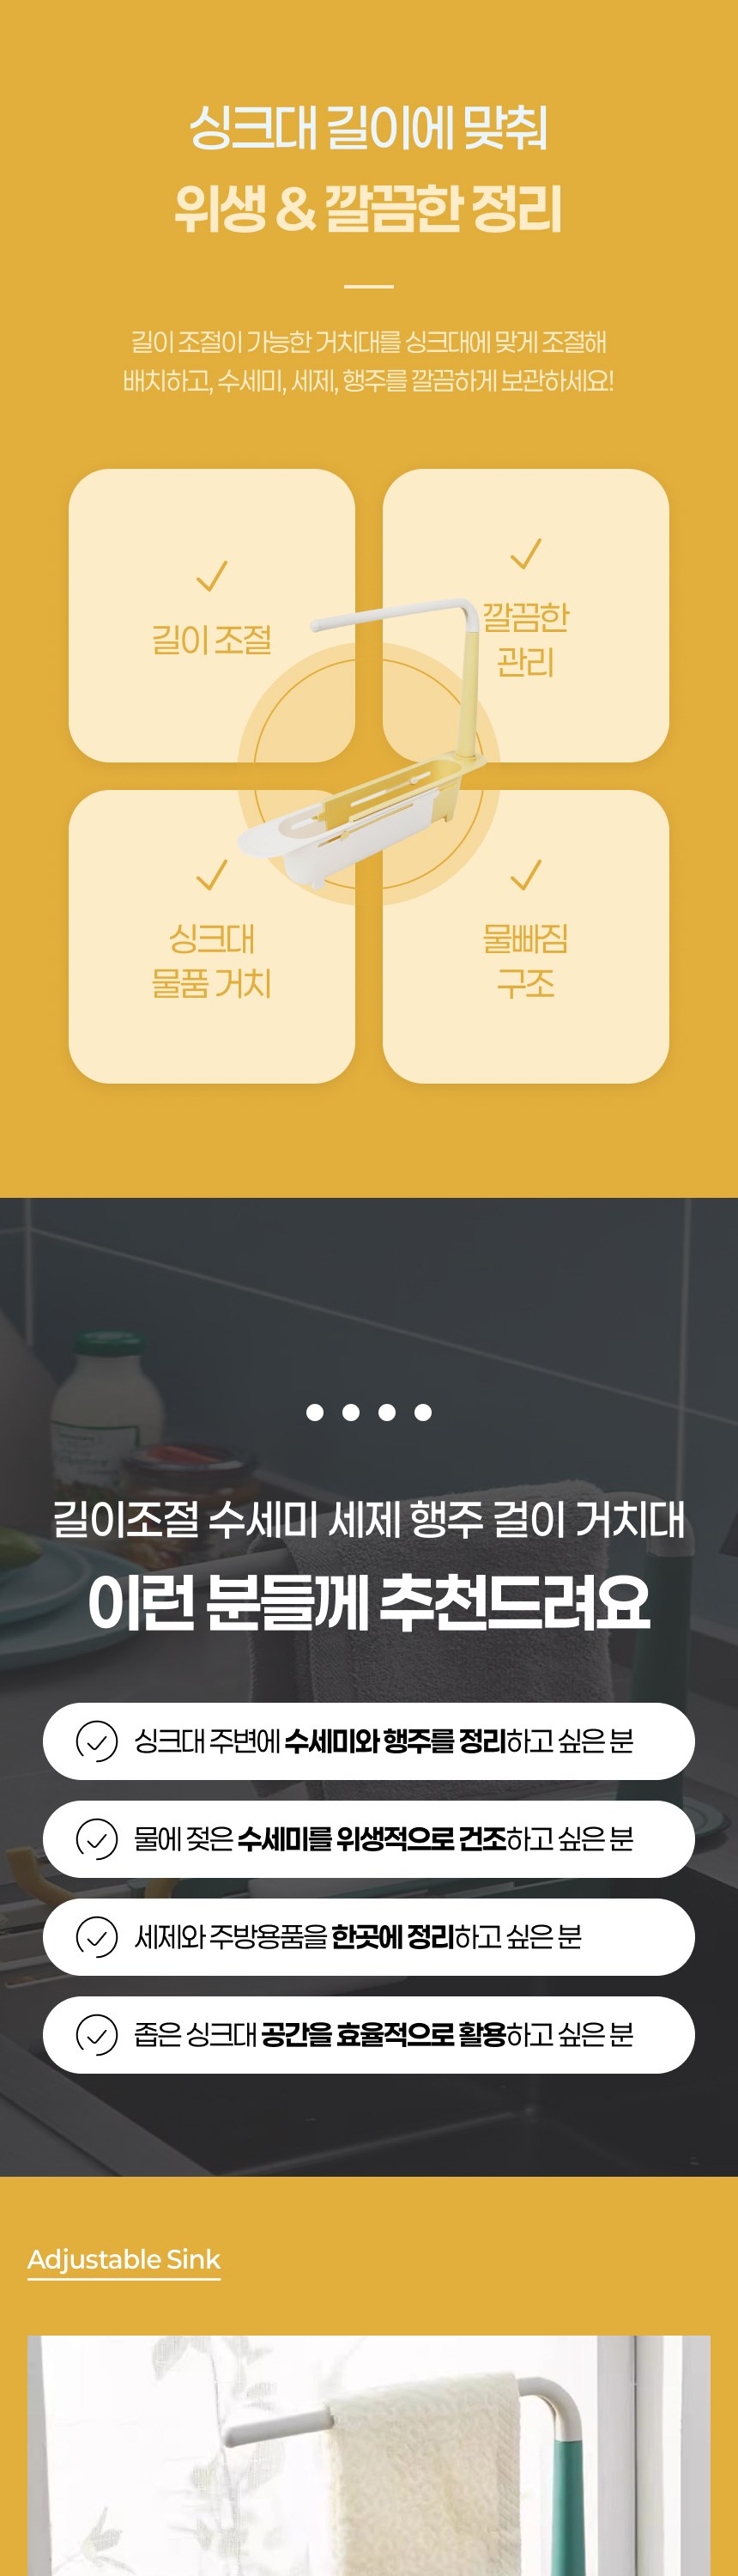 싱크대 길이에 맞춰
위생 & 깔끔한 정리
길이 조절이 가능한 거치대를 싱크대에 맞게 조절해
배치하고, 수세미, 세제, 행주를 깔끔하게 보관하세요!
길이 조절
깔끔한
관리
싱크대
물품 거치
물빠짐
구조
길이조절 수세미 세제 행주 걸이 거치대
이런 분들께 추천드려요
싱크대 주변에 수세미와 행주를 정리하고 싶은 분
물에 젖은 수세미를 위생적으로 건조하고 싶은 분
세제와 주방용품을 한곳에 정리하고 싶은 분
좁은 싱크대 공간을 효율적으로 활용하고 싶은 분
Adjustable Sink